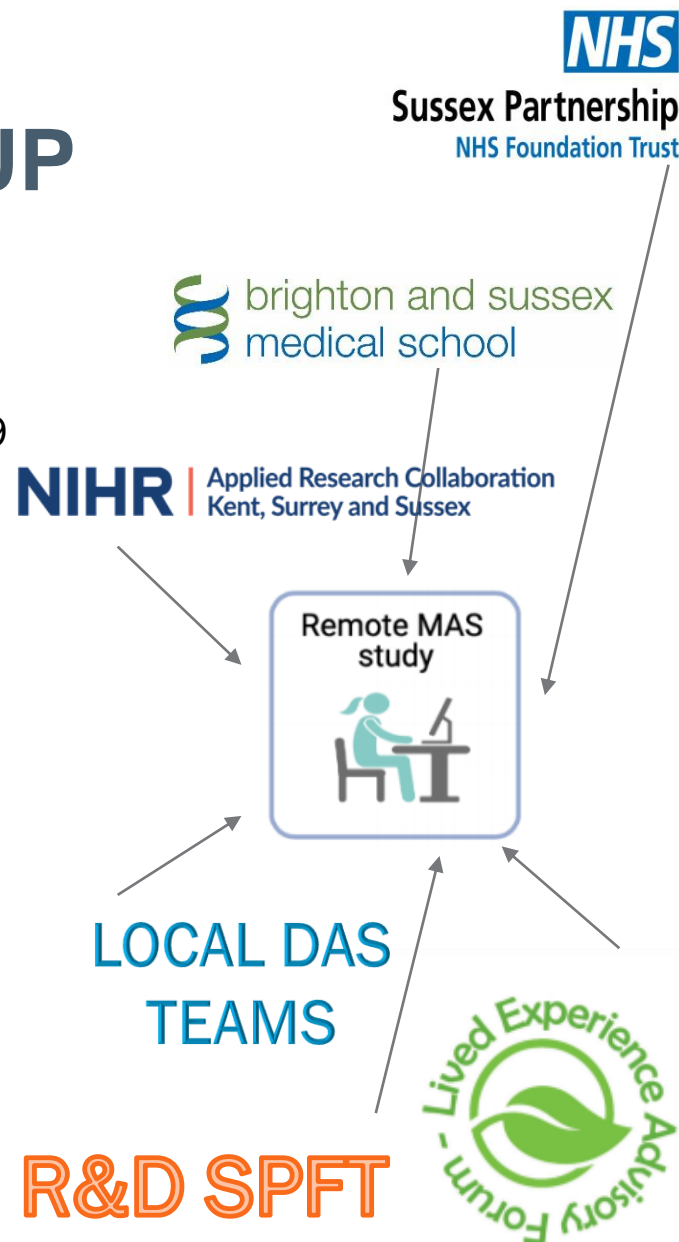 NHS
Sussex Partnership
NHS Foundation Trust
UP
brighton and sussex
medical school
9
NIHR | Applied Research Collaboration
Kent, Surrey and Sussex
Remote MAS
study
LOCAL DAS
TEAMS
Lived Experience Advisory Forum -
R&D SPFT